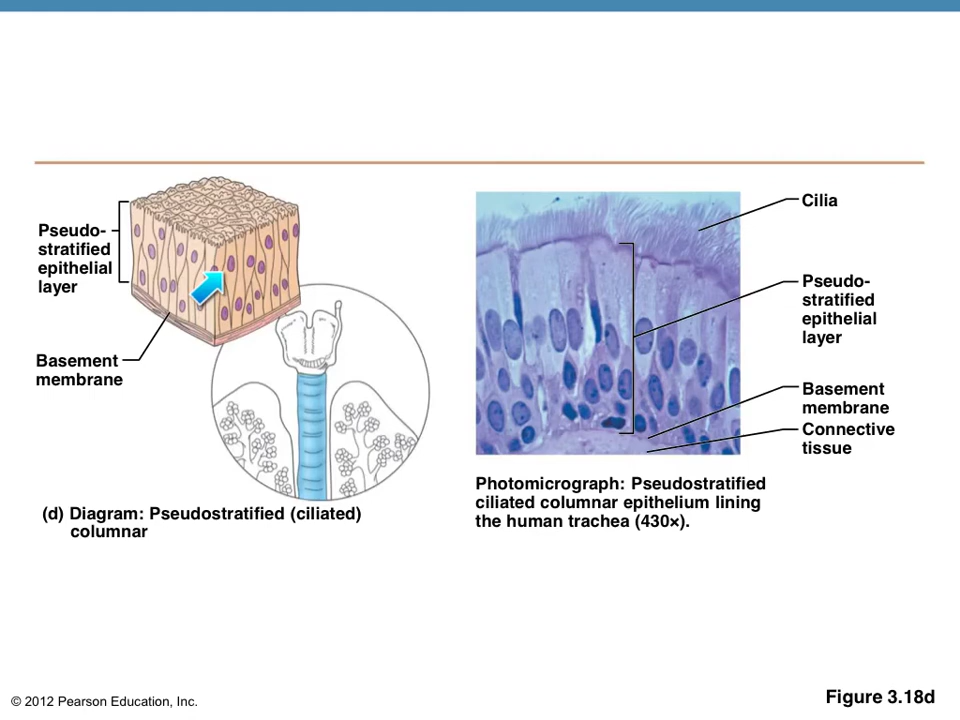 Pseudo-
stratified
epithelial
layer
Basement
membrane
(d) Diagram: Pseudostratified (ciliated)
columnar
Cilia
Pseudo-
stratified
epithelial
layer
Basement
membrane
Connective
tissue
Photomicrograph: Pseudostratified
ciliated columnar epithelium lining
the human trachea (430×).
© 2012 Pearson Education, Inc.
Figure 3.18d